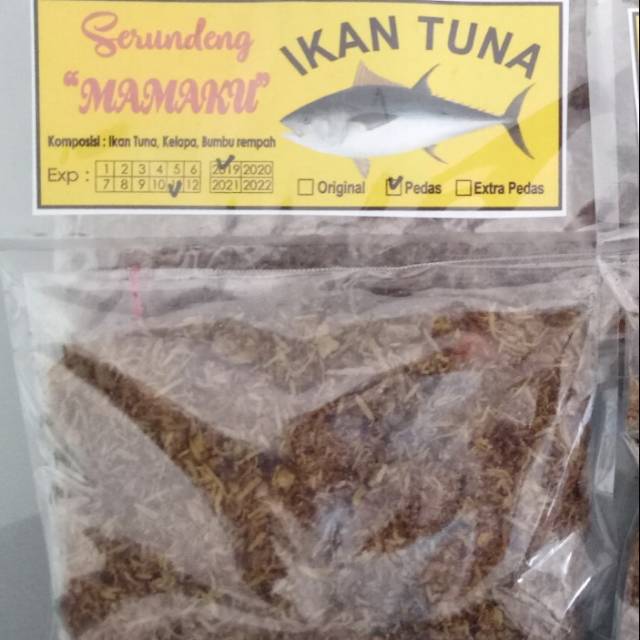 Serundeng
"MAMAKU"
IKAN TUNA
Komposisi : Ikan Tuna, Kelapa, Bumbu rempah
Exp : 1 2 3 4 5 6 2019 2020
7 8 9 10 12 2021 2022
Original Pedas Extra Pedas